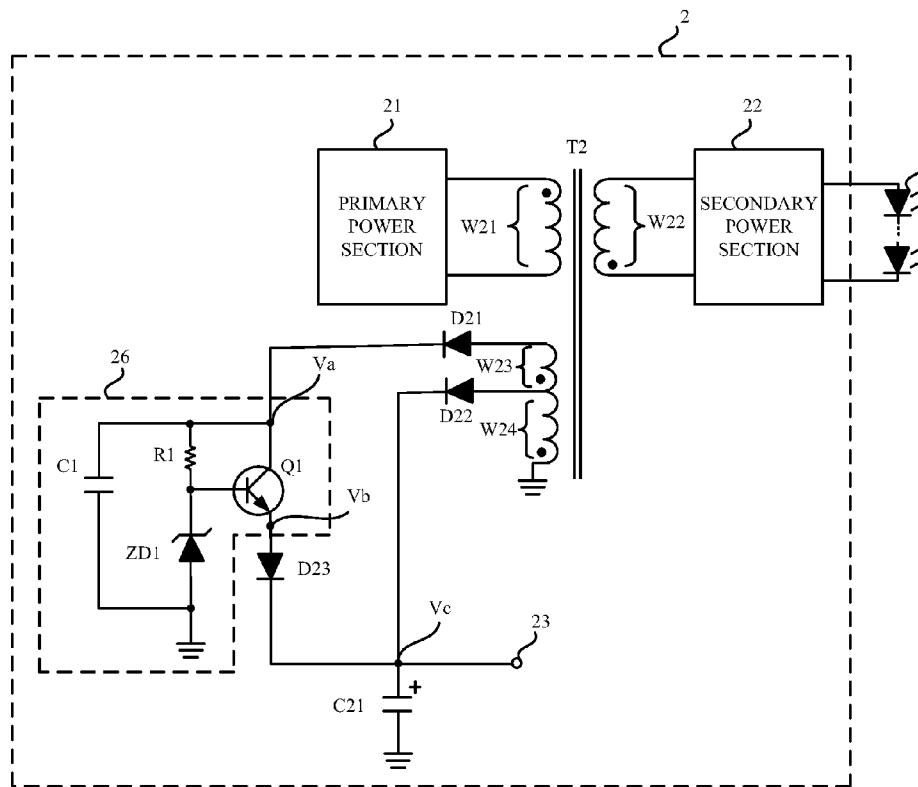 2
21
22
T2
PRIMARY
POWER
SECTION
W21
W22
SECONDARY
POWER
SECTION
D21
W23
26
Va
D22
W24
R1
C1
Q1
Vb
ZD1
D23
Vc
23
C21
+